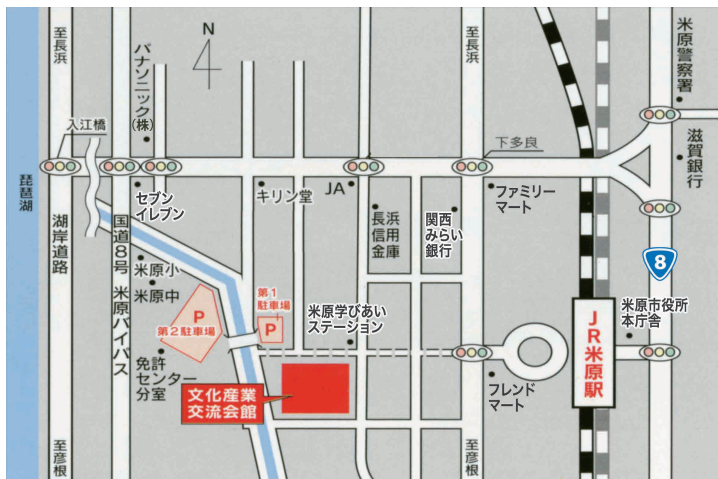 至長浜
N
至長浜
米原警察署
パナソニック
(株)
入江橋
下多良
滋賀銀行
琵琶湖
セブン
イレブン
キリン堂
JA
ファミリー
マート
湖岸道路
国道8号 米原バイパス
長浜
信用
金庫
関西
みらい
銀行
8
米原小
米原中
第1
駐車場
P
P
第2駐車場
米原学びあい
ステーション
米原市役所
本庁舎
JR米原駅
免許
センター
分室
文化産業
交流会館
フレンド
マート
至彦根
至彦根